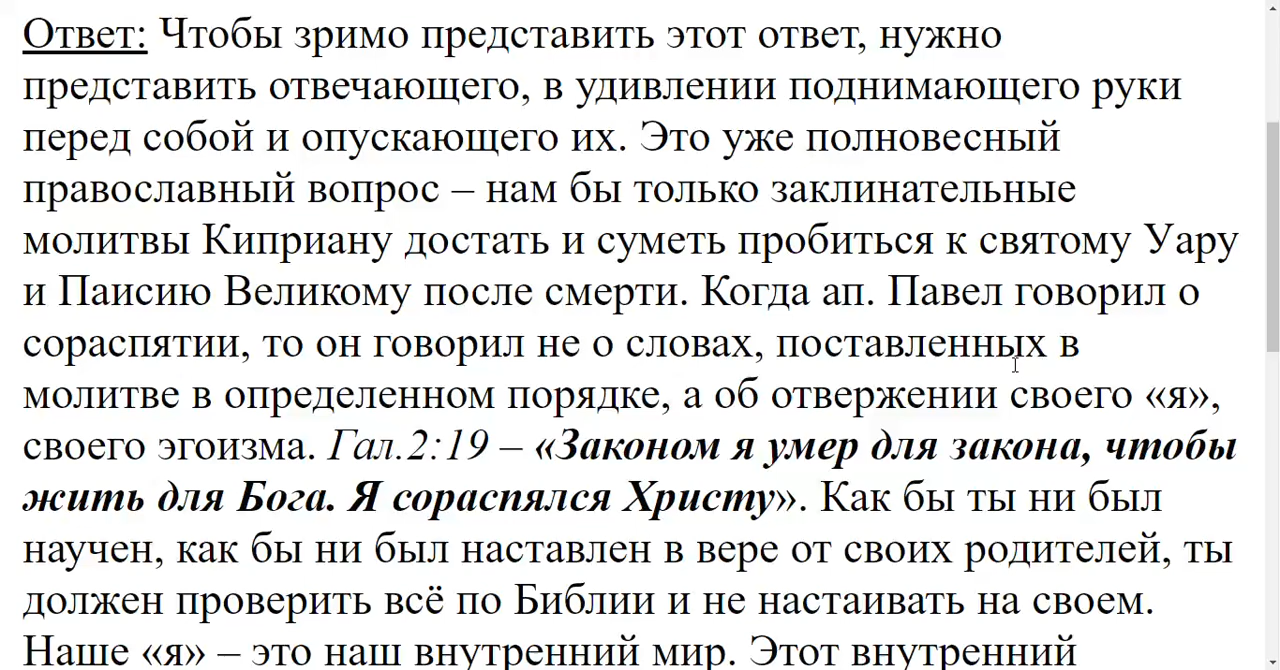 Ответ: Чтобы зримо представить этот ответ, нужно
представить отвечающего, в удивлении поднимающего руки
перед собой и опускающего их. Это уже полновесный
православный вопрос – нам бы только заклинательные
молитвы Киприану достать и суметь пробиться к святому Уару
и Паисию Великому после смерти. Когда ап. Павел говорил о
сораспятии, то он говорил не о словах, поставленных в
молитве в определенном порядке, а об отвержении своего «я»,
своего эгоизма. Гал.2:19 – «Законом я умер для закона, чтобы
жить для Бога. Я сораспялся Христу». Как бы ты ни был
научен, как бы ни был наставлен в вере от своих родителей, ты
должен проверить всё по Библии и не настаивать на своем.
Наше «я» – это наш внутренний мир. Этот внутренний